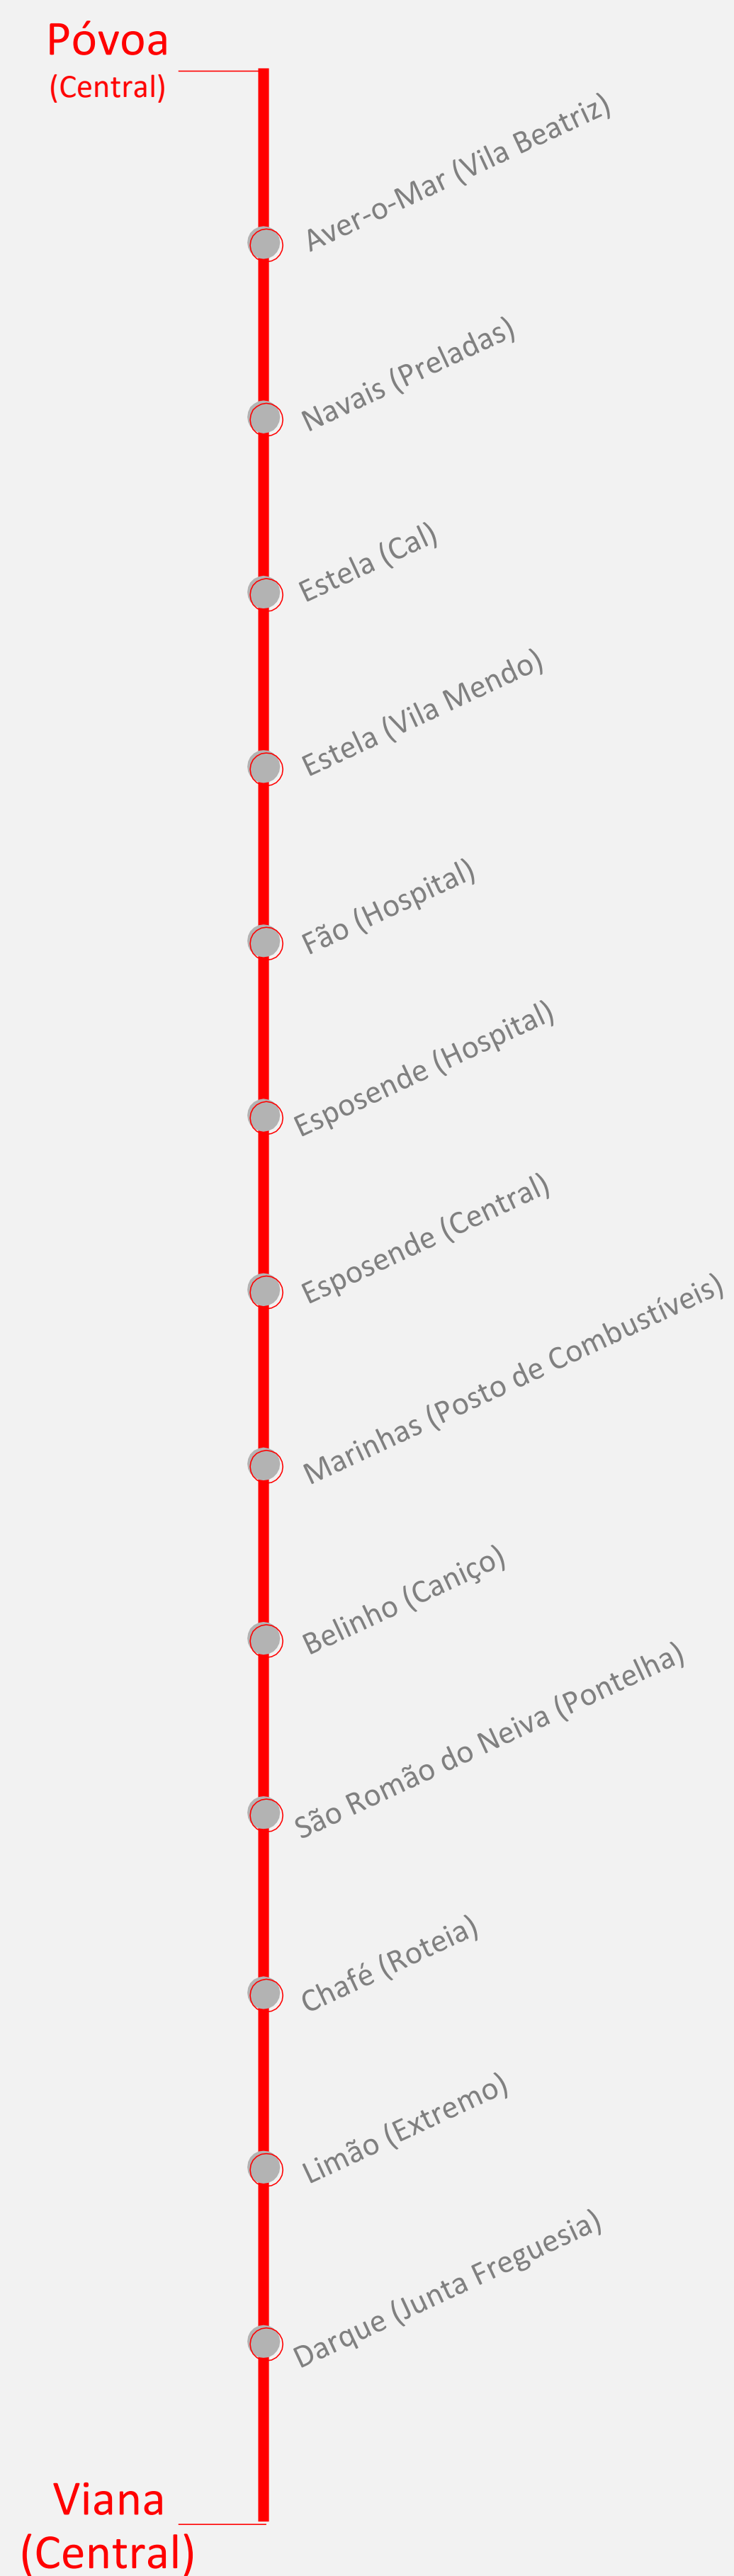 Póvoa
(Central)
Aver-o-Mar (Vila Beatriz)
Navais (Preladas)
Estela (Cal)
Estela (Vila Mendo)
Fão (Hospital)
Esposende (Hospital)
Esposende (Central)
Marinhas (Posto de Combustíveis)
Belinho (Caniço)
São Romão do Neiva (Pontelha)
Chafé (Roteia)
Limão (Extremo)
Darque (Junta Freguesia)
Viana
(Central)